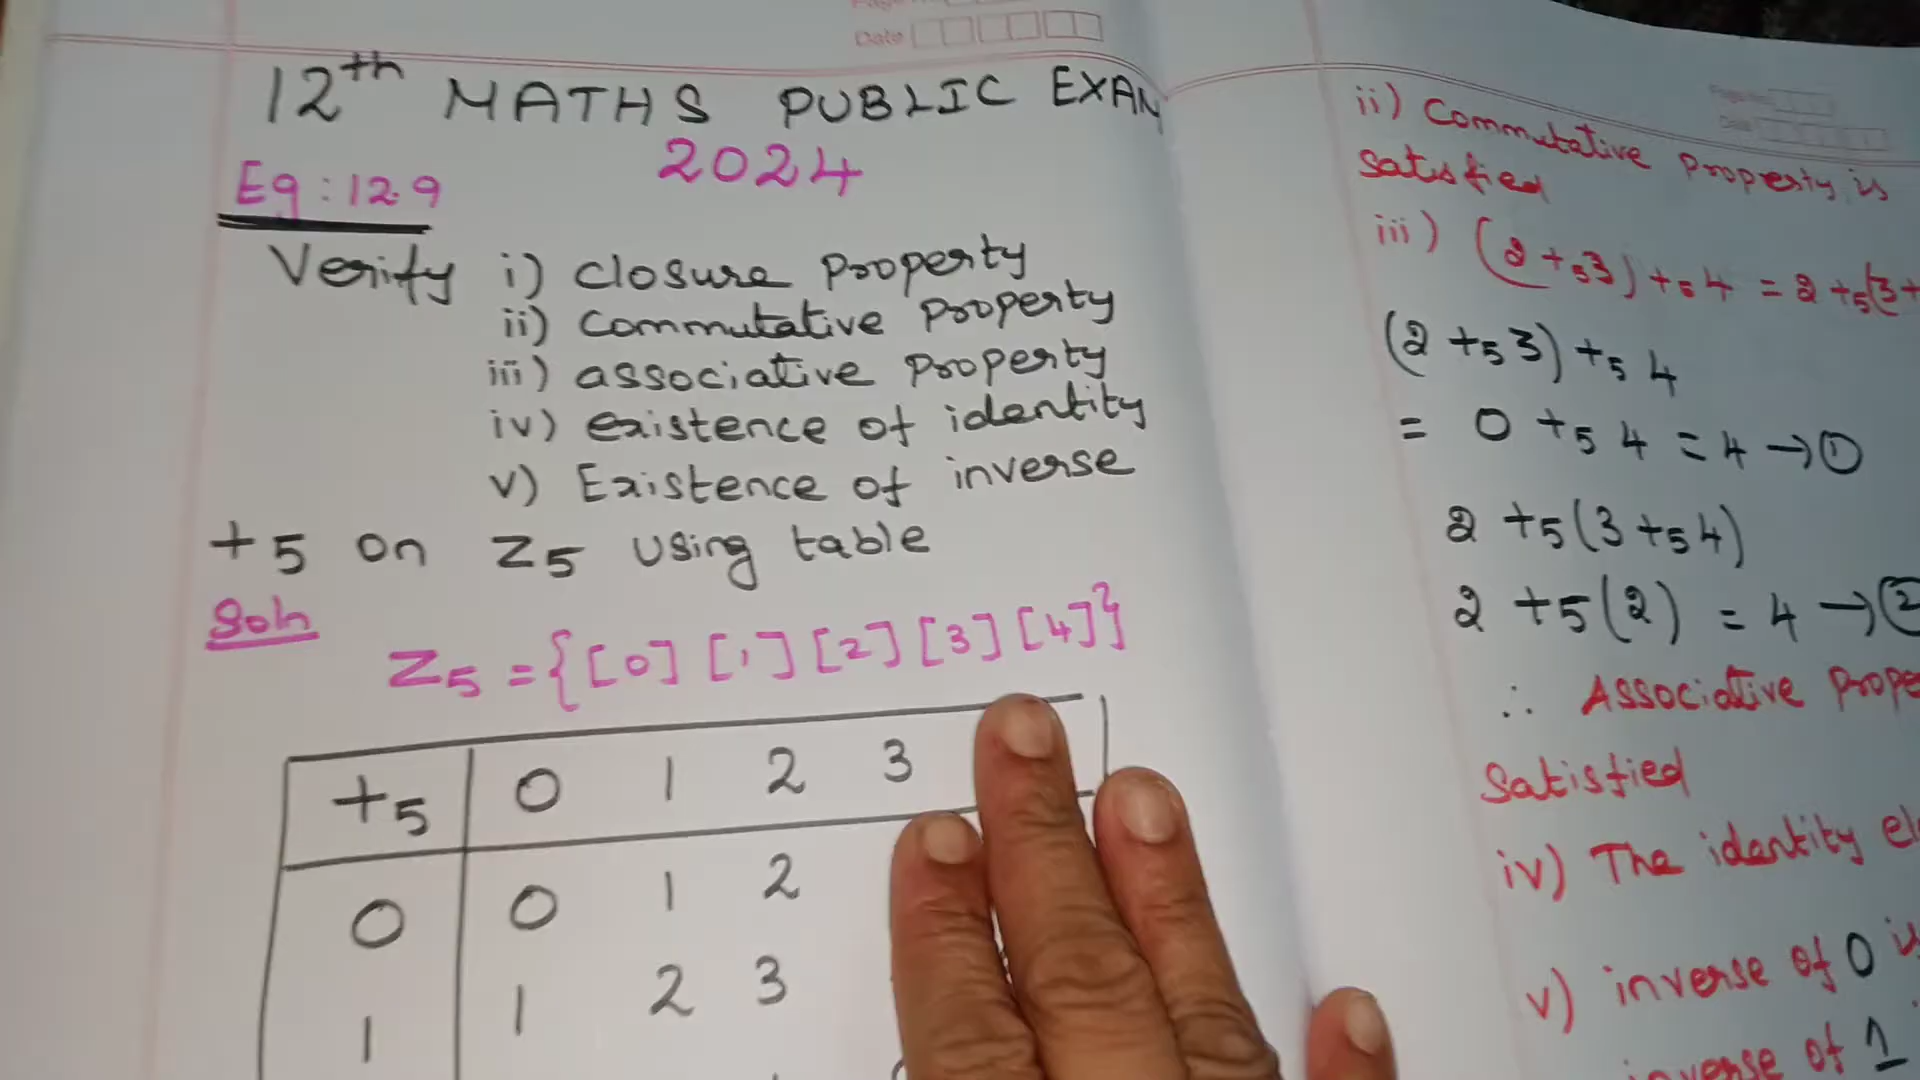 Date
12th MATHS PUBLIC EXAM
2024
Eg : 12.9
Verify i) closure property
ii) commutative property
iii) associative property
iv) existence of identity
v) Existence of inverse
+5 on Z5 using table
Soln
Z5 = {[0] [1] [2] [3] [4]}
+5 0 1 2 3
0 0 1 2
1 1 2 3
ii) Commutative property is
satisfied
iii) (2 +5 3) +5 4 = 2 +5 (3 +
(2 +5 3) +5 4
= 0 +5 4 = 4 → ①
2 +5 (3 +5 4)
2 +5 (2) = 4 → ②
∴ Associative prope
Satisfied
iv) The identity el
v) inverse of 0 is
inverse of 1